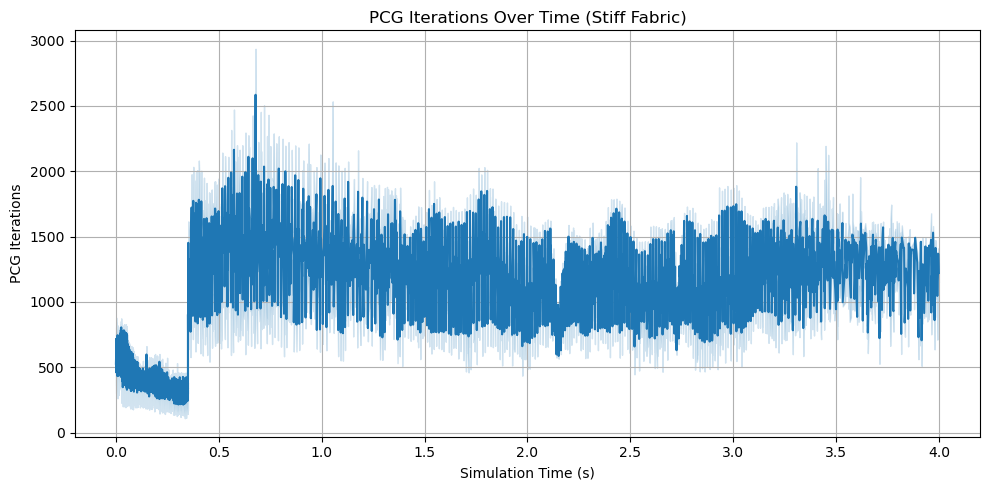 PCG Iterations Over Time (Stiff Fabric)
3000
2500
2000
1500
1000
500
0
PCG Iterations
0.0 0.5 1.0 1.5 2.0 2.5 3.0 3.5 4.0
Simulation Time (s)